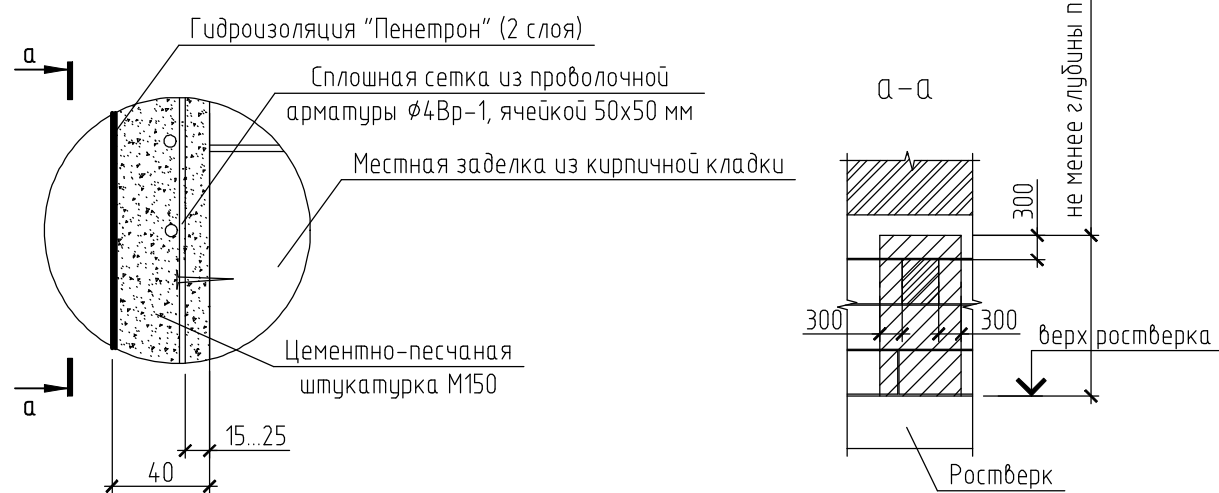 Гидроизоляция "Пенетрон" (2 слоя)
а
Сплошная сетка из проволочной
арматуры Ф4Вр-1, ячейкой 50х50 мм
Местная заделка из кирпичной кладки
Цементно-песчаная
штукатурка М150
а
15...25
40
а-а
300
не менее глубины
300
300
верх ростверка
Ростверк